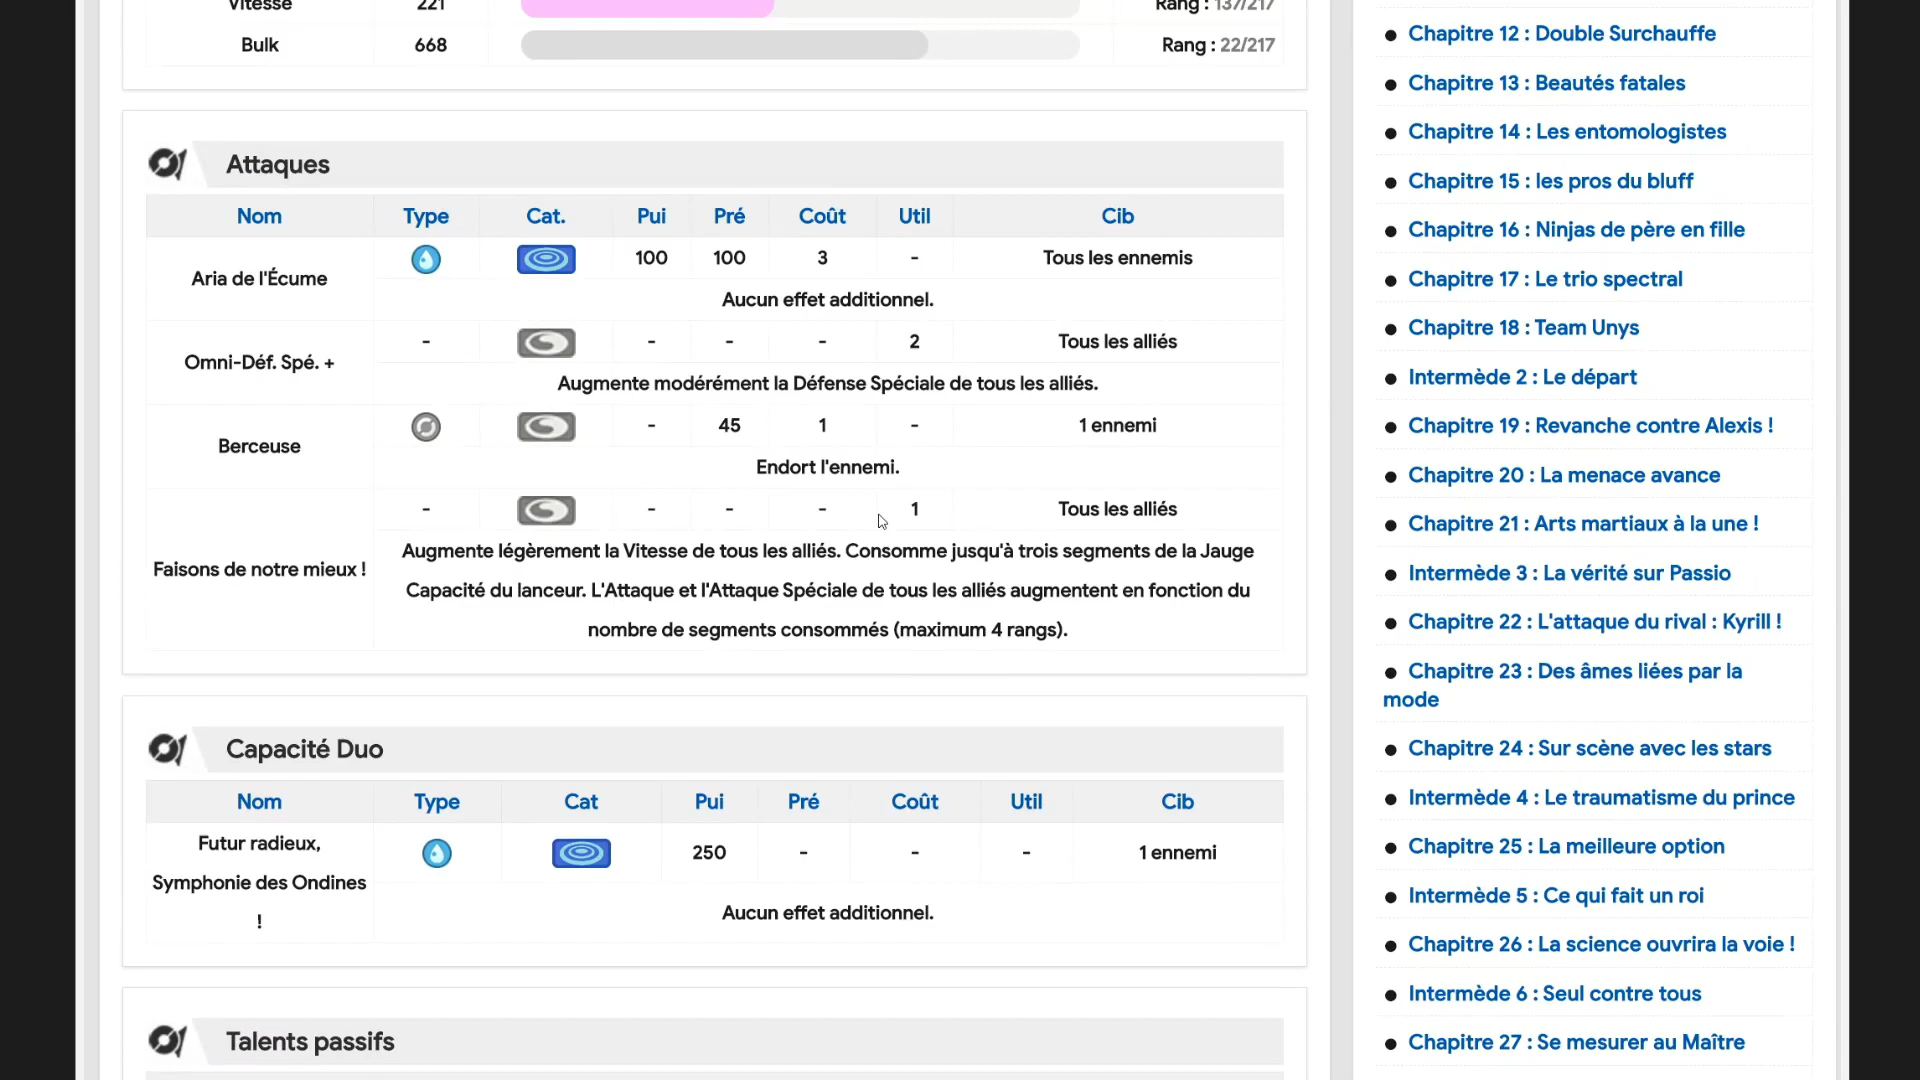 Vitesse 221 Rang : 137/217
Bulk 668 Rang : 22/217
Attaques
Nom Type Cat. Pui Pré Coût Util Cib
Aria de l'Écume 100 100 3 - Tous les ennemis
Aucun effet additionnel.
Omni-Déf. Spé. + - - - - 2 Tous les alliés
Augmente modérément la Défense Spéciale de tous les alliés.
Berceuse - 45 1 - 1 ennemi
Endort l'ennemi.
Faisons de notre mieux ! - - - - 1 Tous les alliés
Augmente légèrement la Vitesse de tous les alliés. Consomme jusqu'à trois segments de la Jauge
Capacité du lanceur. L'Attaque et l'Attaque Spéciale de tous les alliés augmentent en fonction du
nombre de segments consommés (maximum 4 rangs).
Capacité Duo
Nom Type Cat Pui Pré Coût Util Cib
Futur radieux,
Symphonie des Ondines
!
250 - - - 1 ennemi
Aucun effet additionnel.
Talents passifs
Chapitre 12 : Double Surchauffe
Chapitre 13 : Beautés fatales
Chapitre 14 : Les entomologistes
Chapitre 15 : les pros du bluff
Chapitre 16 : Ninjas de père en fille
Chapitre 17 : Le trio spectral
Chapitre 18 : Team Unys
Intermède 2 : Le départ
Chapitre 19 : Revanche contre Alexis !
Chapitre 20 : La menace avance
Chapitre 21 : Arts martiaux à la une !
Intermède 3 : La vérité sur Passio
Chapitre 22 : L'attaque du rival : Kyrill !
Chapitre 23 : Des âmes liées par la
mode
Chapitre 24 : Sur scène avec les stars
Intermède 4 : Le traumatisme du prince
Chapitre 25 : La meilleure option
Intermède 5 : Ce qui fait un roi
Chapitre 26 : La science ouvrira la voie !
Intermède 6 : Seul contre tous
Chapitre 27 : Se mesurer au Maître